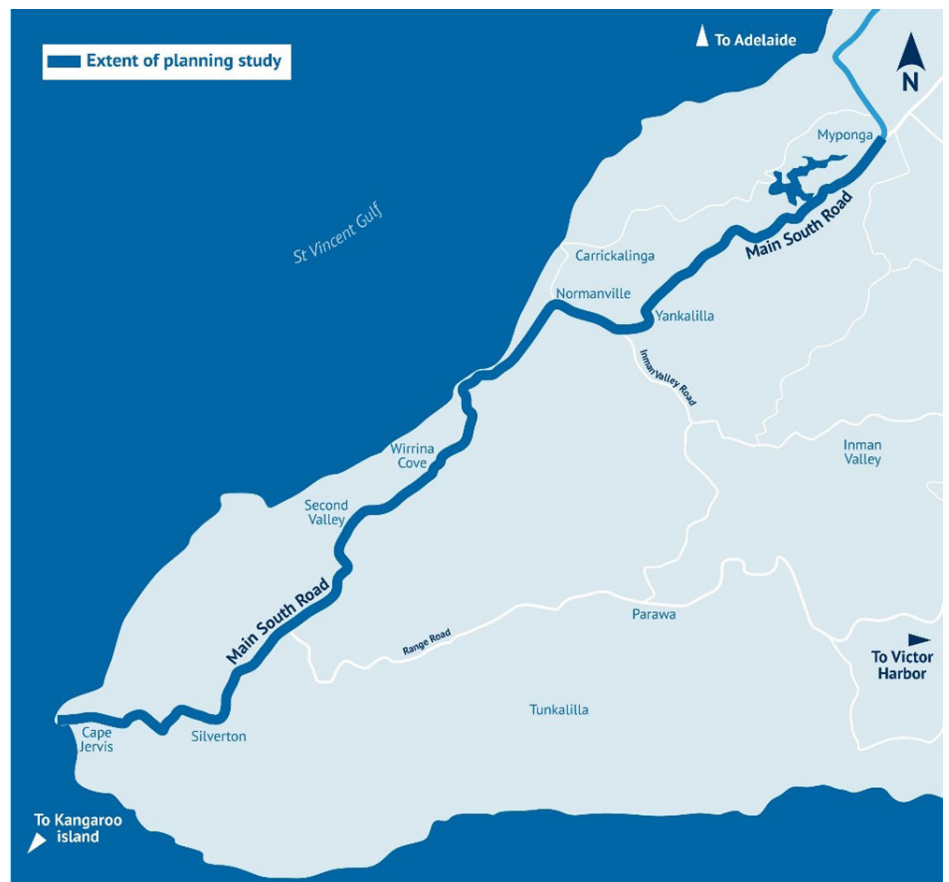 Extent of planning study
To Adelaide
N
Myponga
Main South Road
St Vincent Gulf
Carrickalinga
Normanville
Yankalilla
Inman Valley Road
Wirrina
Cove
Inman
Valley
Second
Valley
Main South Road
Parawa
Range Road
To Victor
Harbor
Tunkalilla
Cape
Jervis
Silverton
To Kangaroo
island